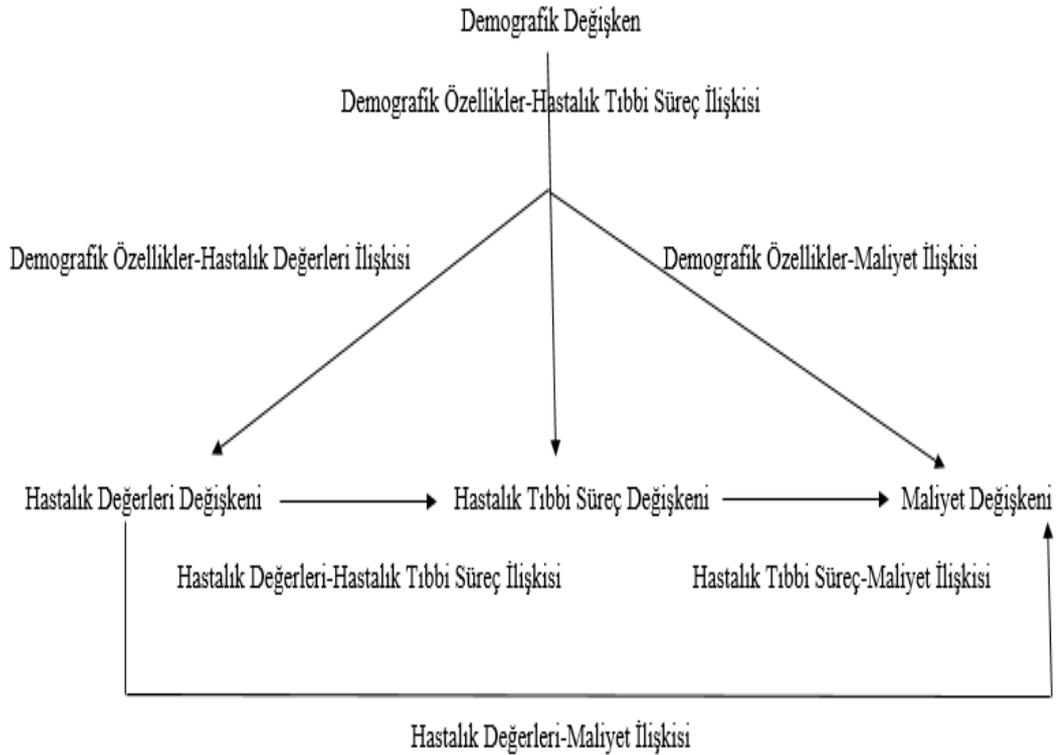 Demografik Değişken
Demografik Özellikler-Hastalık Tıbbi Süreç İlişkisi
Demografik Özellikler-Hastalık Değerleri İlişkisi
Demografik Özellikler-Maliyet İlişkisi
Hastalık Değerleri Değişkeni
Hastalık Tıbbi Süreç Değişkeni
Maliyet Değişkeni
Hastalık Değerleri-Hastalık Tıbbi Süreç İlişkisi
Hastalık Tıbbi Süreç-Maliyet İlişkisi
Hastalık Değerleri-Maliyet İlişkisi